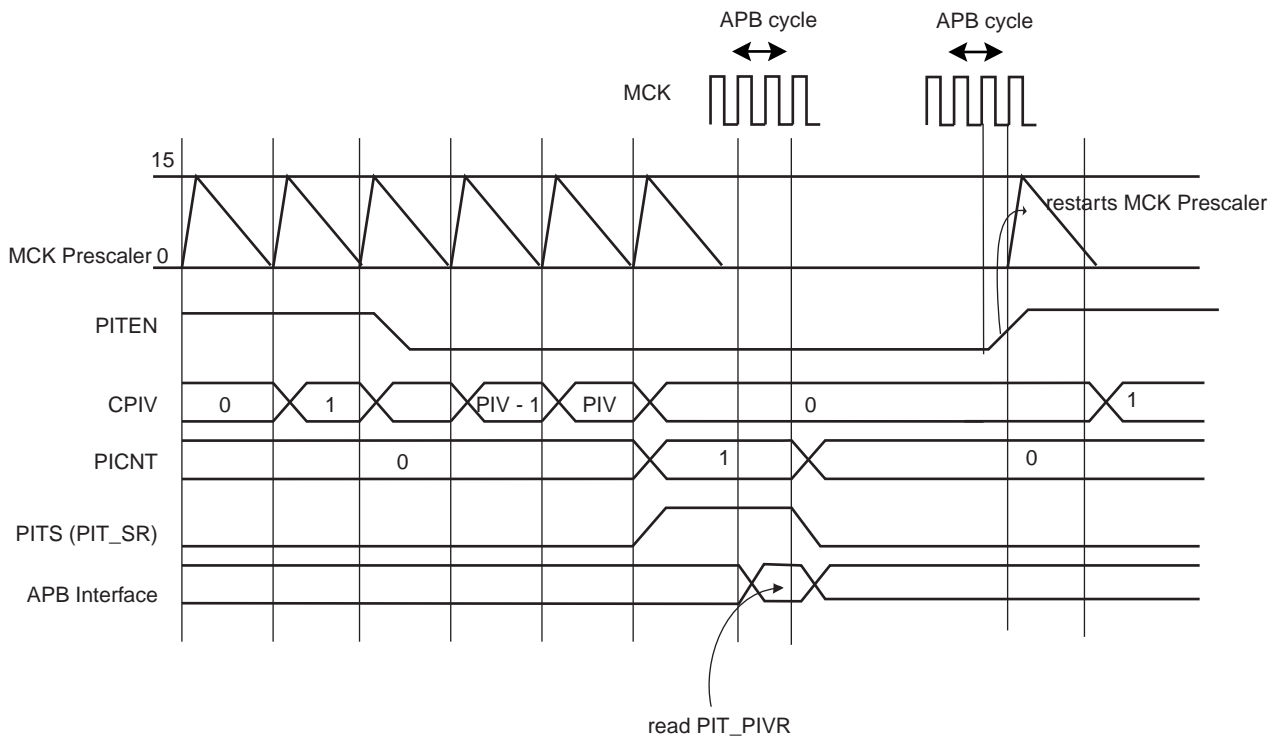 APB cycle
APB cycle
MCK
15
restarts MCK Prescaler
MCK Prescaler 0
PITEN
CPIV
0
1
PIV - 1
PIV
0
1
PICNT
0
1
0
PITS (PIT_SR)
APB Interface
read PIT_PIVR